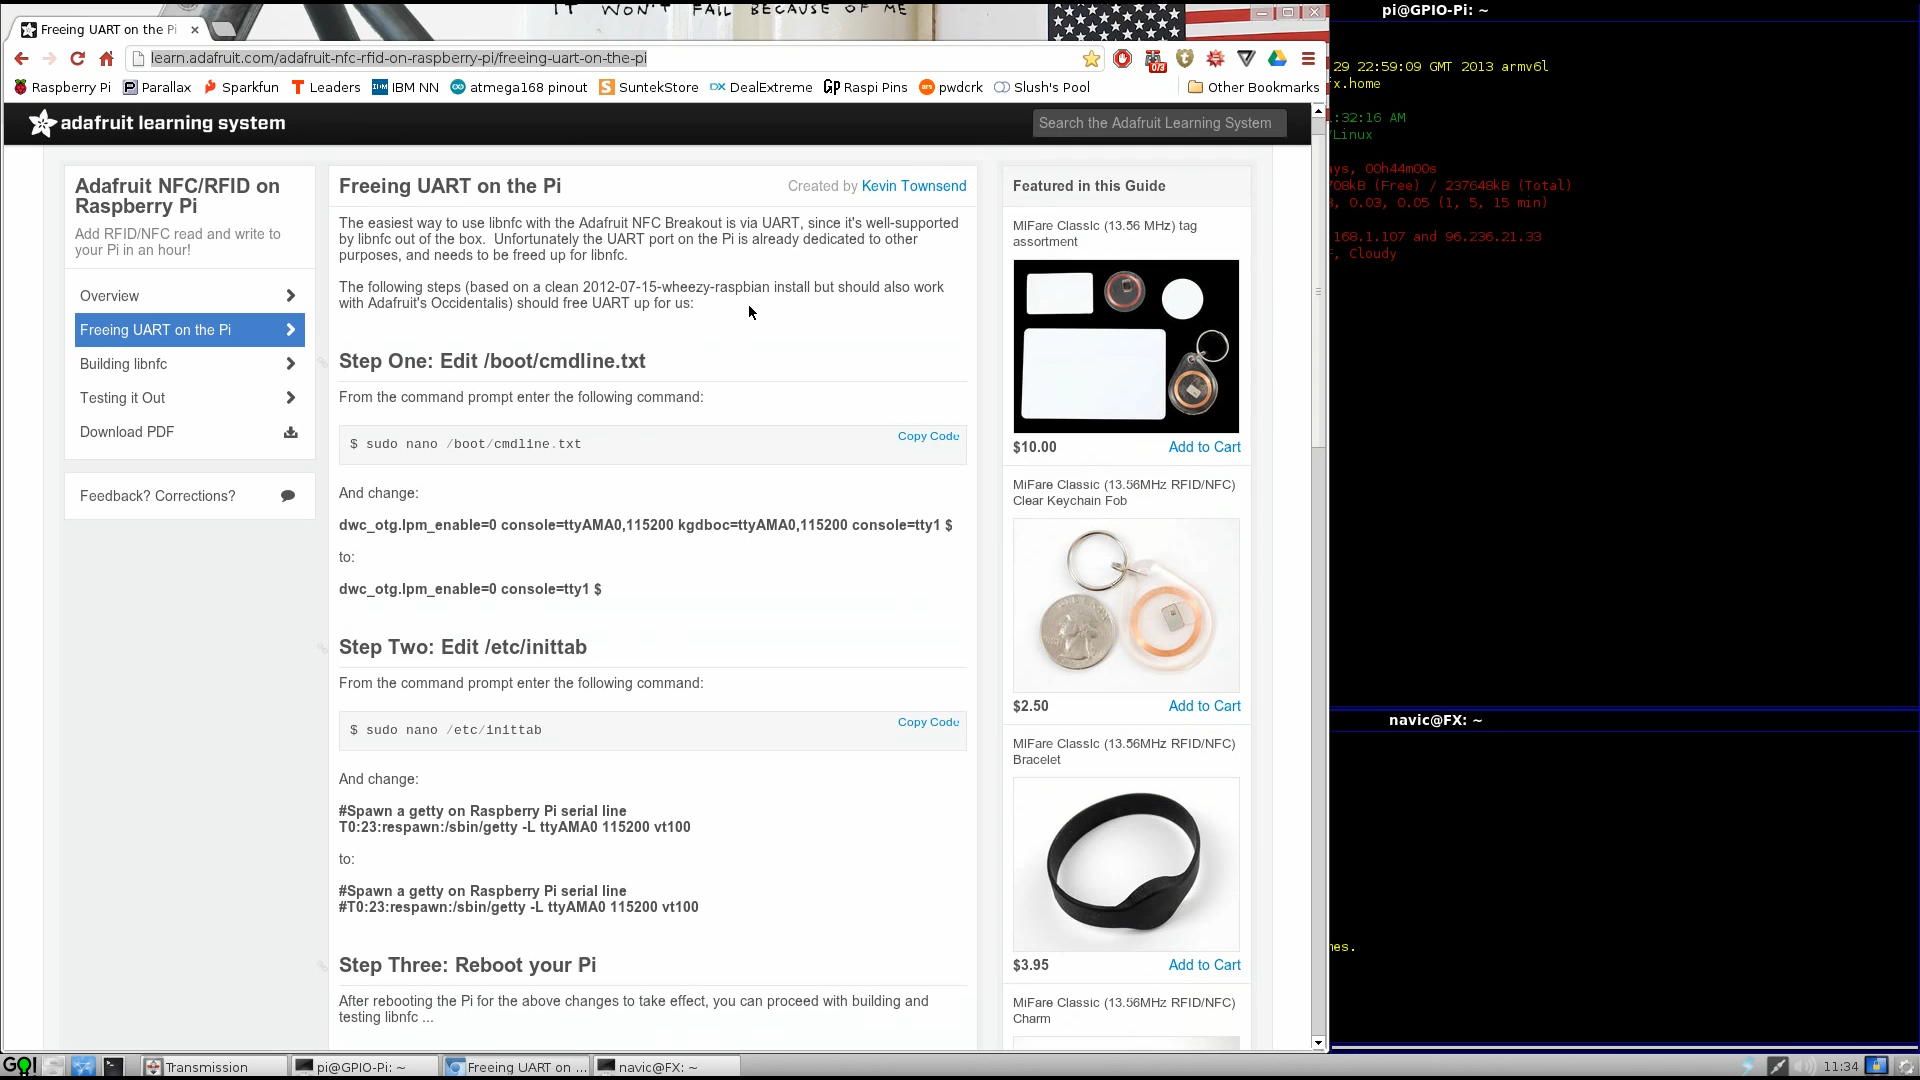 IT WON'T FAIL BECAUSE OF ME
Freeing UART on the Pi
learn.adafruit.com/adafruit-nfc-rfid-on-raspberry-pi/freeing-uart-on-the-pi
Raspberry Pi
Parallax
Sparkfun
Leaders
IBM NN
atmega168 pinout
SuntekStore
DealExtreme
Raspi Pins
pwdcrk
Slush's Pool
Other Bookmarks
adafruit learning system
Search the Adafruit Learning System
Adafruit NFC/RFID on
Raspberry Pi
Add RFID/NFC read and write to
your Pi in an hour!
Overview
Freeing UART on the Pi
Building libnfc
Testing it Out
Download PDF
Feedback? Corrections?
Freeing UART on the Pi
Created by Kevin Townsend
The easiest way to use libnfc with the Adafruit NFC Breakout is via UART, since it's well-supported
by libnfc out of the box. Unfortunately the UART port on the Pi is already dedicated to other
purposes, and needs to be freed up for libnfc.
The following steps (based on a clean 2012-07-15-wheezy-raspbian install but should also work
with Adafruit's Occidentalis) should free UART up for us:
Step One: Edit /boot/cmdline.txt
From the command prompt enter the following command:
Copy Code
$ sudo nano /boot/cmdline.txt
And change:
dwc_otg.lpm_enable=0 console=ttyAMA0,115200 kgdboc=ttyAMA0,115200 console=tty1 $
to:
dwc_otg.lpm_enable=0 console=tty1 $
Step Two: Edit /etc/inittab
From the command prompt enter the following command:
Copy Code
$ sudo nano /etc/inittab
And change:
#Spawn a getty on Raspberry Pi serial line
T0:23:respawn:/sbin/getty -L ttyAMA0 115200 vt100
to:
#Spawn a getty on Raspberry Pi serial line
#T0:23:respawn:/sbin/getty -L ttyAMA0 115200 vt100
Step Three: Reboot your Pi
After rebooting the Pi for the above changes to take effect, you can proceed with building and
testing libnfc ...
Featured in this Guide
MiFare Classic (13.56 MHz) tag
assortment
$10.00
Add to Cart
MiFare Classic (13.56MHz RFID/NFC)
Clear Keychain Fob
$2.50
Add to Cart
MiFare Classic (13.56MHz RFID/NFC)
Bracelet
$3.95
Add to Cart
MiFare Classic (13.56MHz RFID/NFC)
Charm
pi@GPIO-Pi: ~
29 22:59:09 GMT 2013 armv6l
fx.home
:32:16 AM
/Linux
ays, 00h44m00s
708kB (Free) / 237648kB (Total)
, 0.03, 0.05 (1, 5, 15 min)
168.1.107 and 96.236.21.33
F, Cloudy
navic@FX: ~
nes.
GO!
Transmission
pi@GPIO-Pi: ~
Freeing UART on ...
navic@FX: ~
11:34